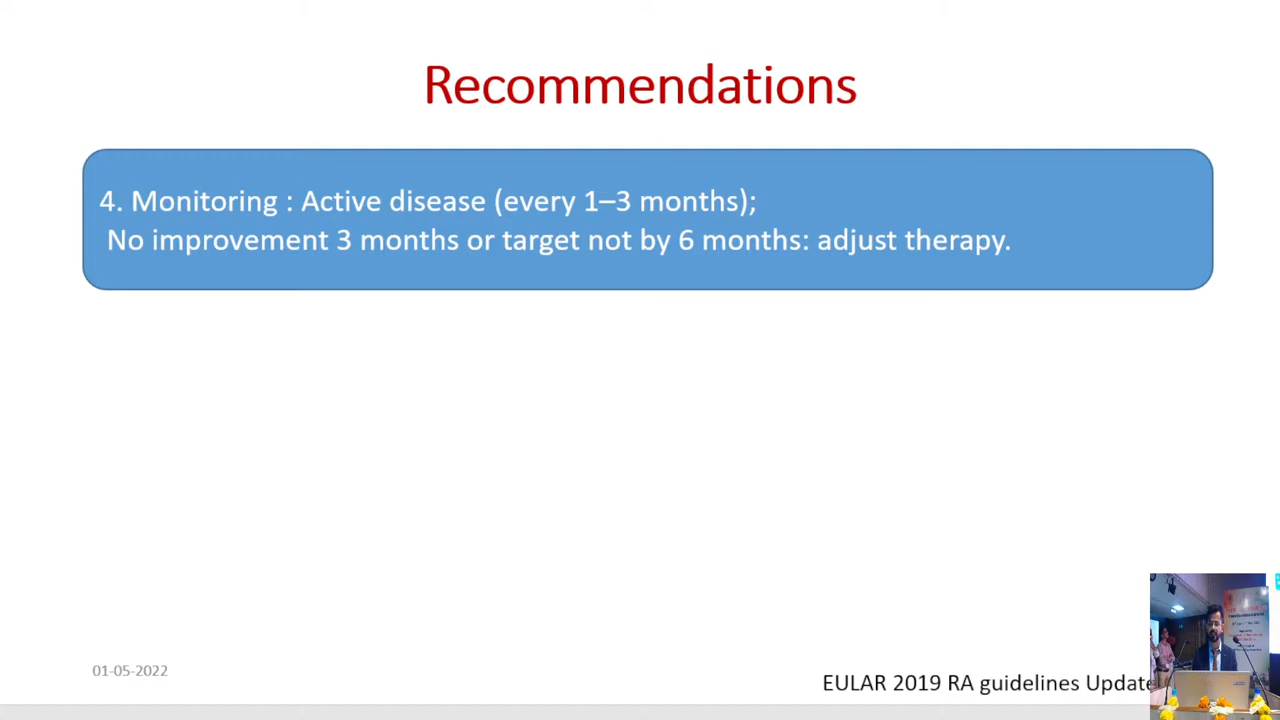 Recommendations
4. Monitoring : Active disease (every 1–3 months);
No improvement 3 months or target not by 6 months: adjust therapy.
01-05-2022
EULAR 2019 RA guidelines Update